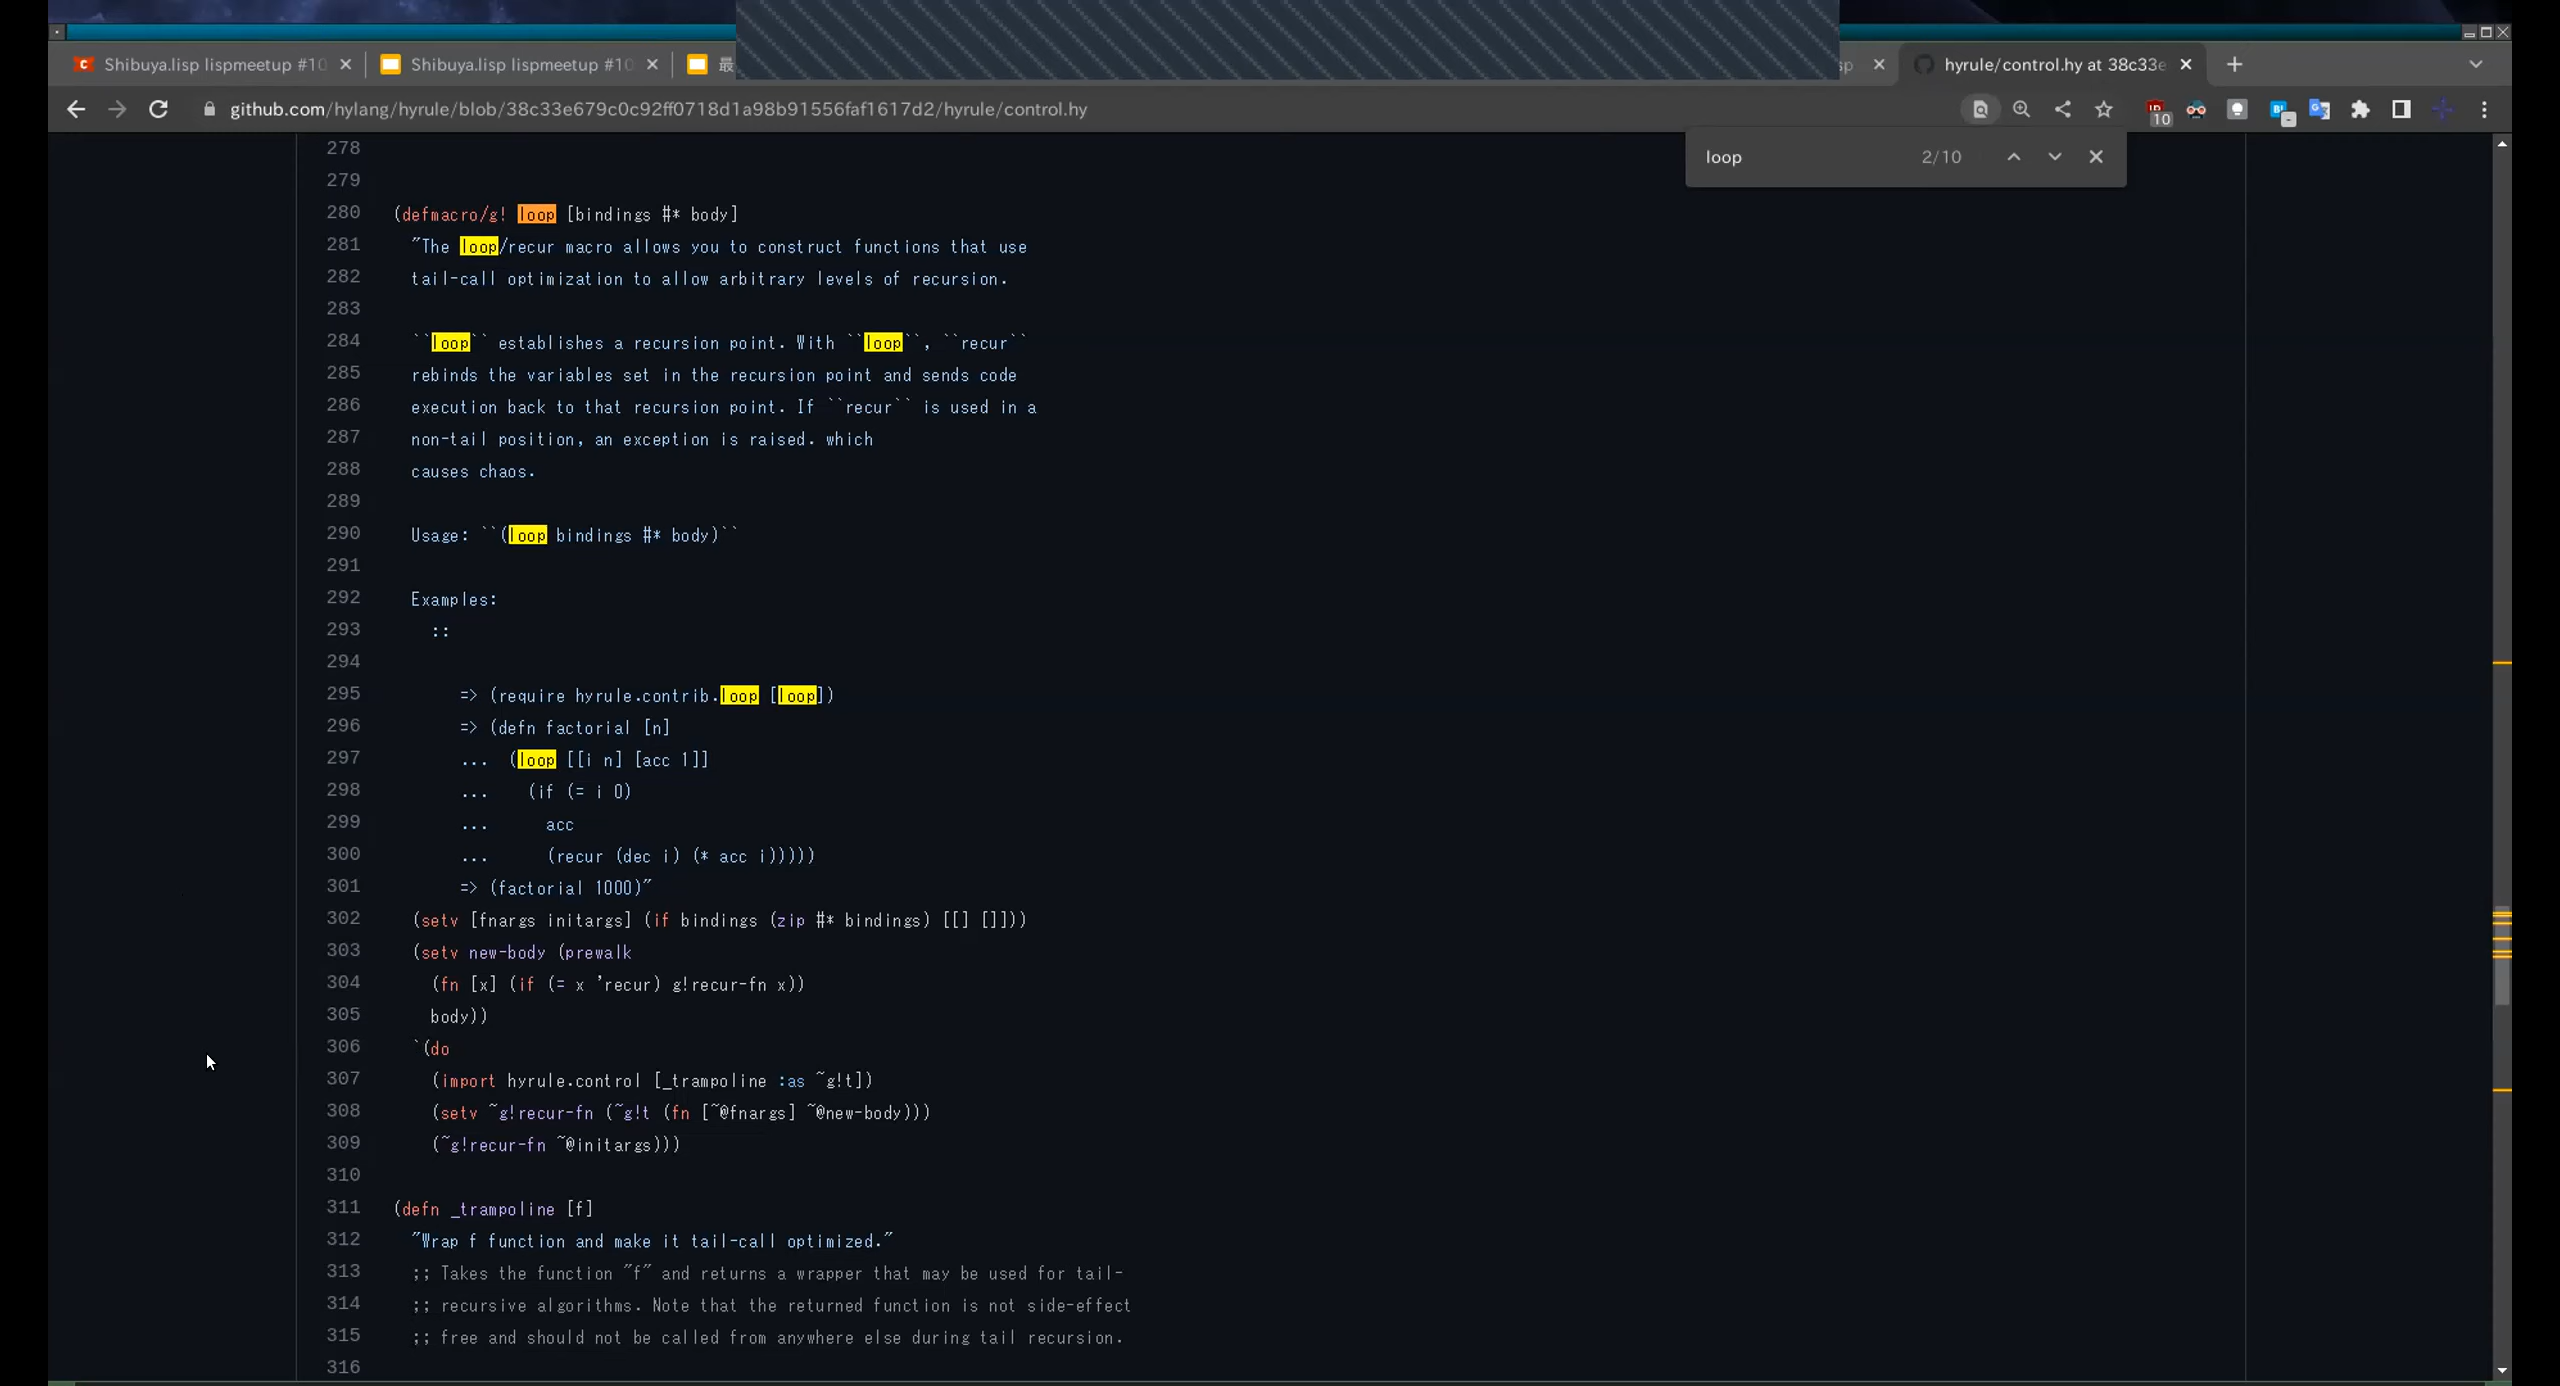 Shibuya.lisp lispmeetup #10
Shibuya.lisp lispmeetup #10
最
sp
hyrule/control.hy at 38c33e
github.com/hylang/hyrule/blob/38c33e679c0c92ff0718d1a98b91556faf1617d2/hyrule/control.hy
10
loop 2/10
278
279
280 (defmacro/g! loop [bindings #* body]
281 "The loop/recur macro allows you to construct functions that use
282 tail-call optimization to allow arbitrary levels of recursion.
283
284 ``loop`` establishes a recursion point. With ``loop``, ``recur``
285 rebinds the variables set in the recursion point and sends code
286 execution back to that recursion point. If ``recur`` is used in a
287 non-tail position, an exception is raised. which
288 causes chaos.
289
290 Usage: ``(loop bindings #* body)``
291
292 Examples:
293 ::
294
295 => (require hyrule.contrib.loop [loop])
296 => (defn factorial [n]
297 ... (loop [[i n] [acc 1]]
298 ... (if (= i 0)
299 ... acc
300 ... (recur (dec i) (* acc i)))))
301 => (factorial 1000)"
302 (setv [fnargs initargs] (if bindings (zip #* bindings) [[] []]))
303 (setv new-body (prewalk
304 (fn [x] (if (= x 'recur) g!recur-fn x))
305 body))
306 `(do
307 (import hyrule.control [_trampoline :as ~g!t])
308 (setv ~g!recur-fn (~g!t (fn [~@fnargs] ~@new-body)))
309 (~g!recur-fn ~@initargs)))
310
311 (defn _trampoline [f]
312 "Wrap f function and make it tail-call optimized."
313 ;; Takes the function "f" and returns a wrapper that may be used for tail-
314 ;; recursive algorithms. Note that the returned function is not side-effect
315 ;; free and should not be called from anywhere else during tail recursion.
316